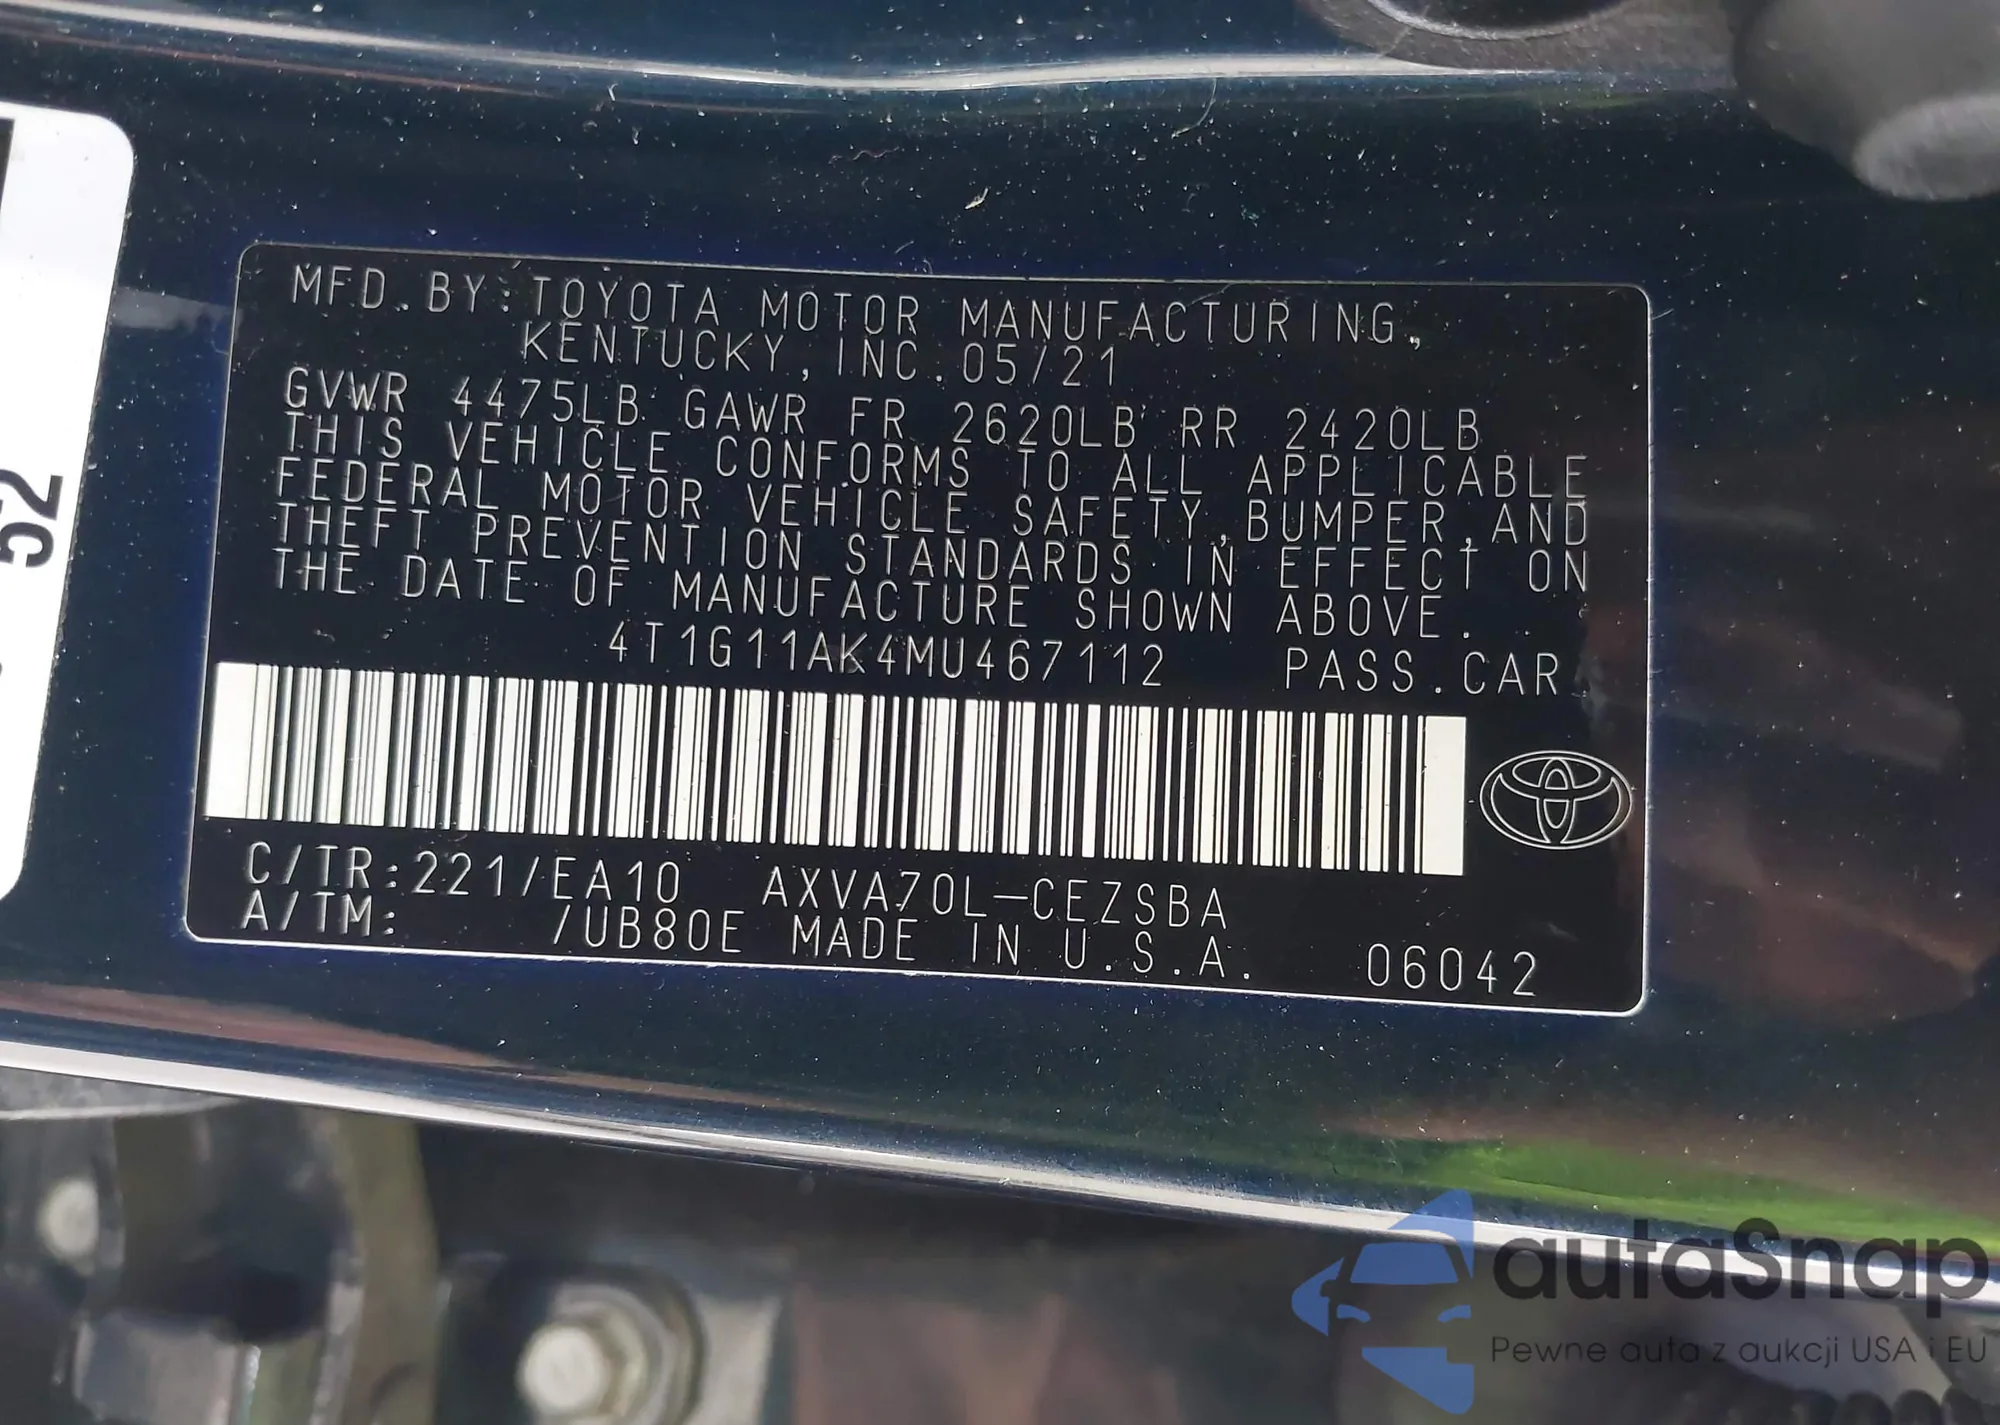 52
MFD. BY: TOYOTA MOTOR MANUFACTURING,
KENTUCKY, INC. 05/21
GVWR 4475LB GAWR FR 2620LB RR 2420LB
THIS VEHICLE CONFORMS TO ALL APPLICABLE
FEDERAL MOTOR VEHICLE SAFETY, BUMPER, AND
THEFT PREVENTION STANDARDS IN EFFECT ON
THE DATE OF MANUFACTURE SHOWN ABOVE.
4T1G11AK4MU467112 PASS. CAR
C/TR: 221/EA10 AXVA70L-CEZSBA
A/TM: /UB80E MADE IN U.S.A. 06042
autoSnap
Pewne auta z aukcji USA i EU